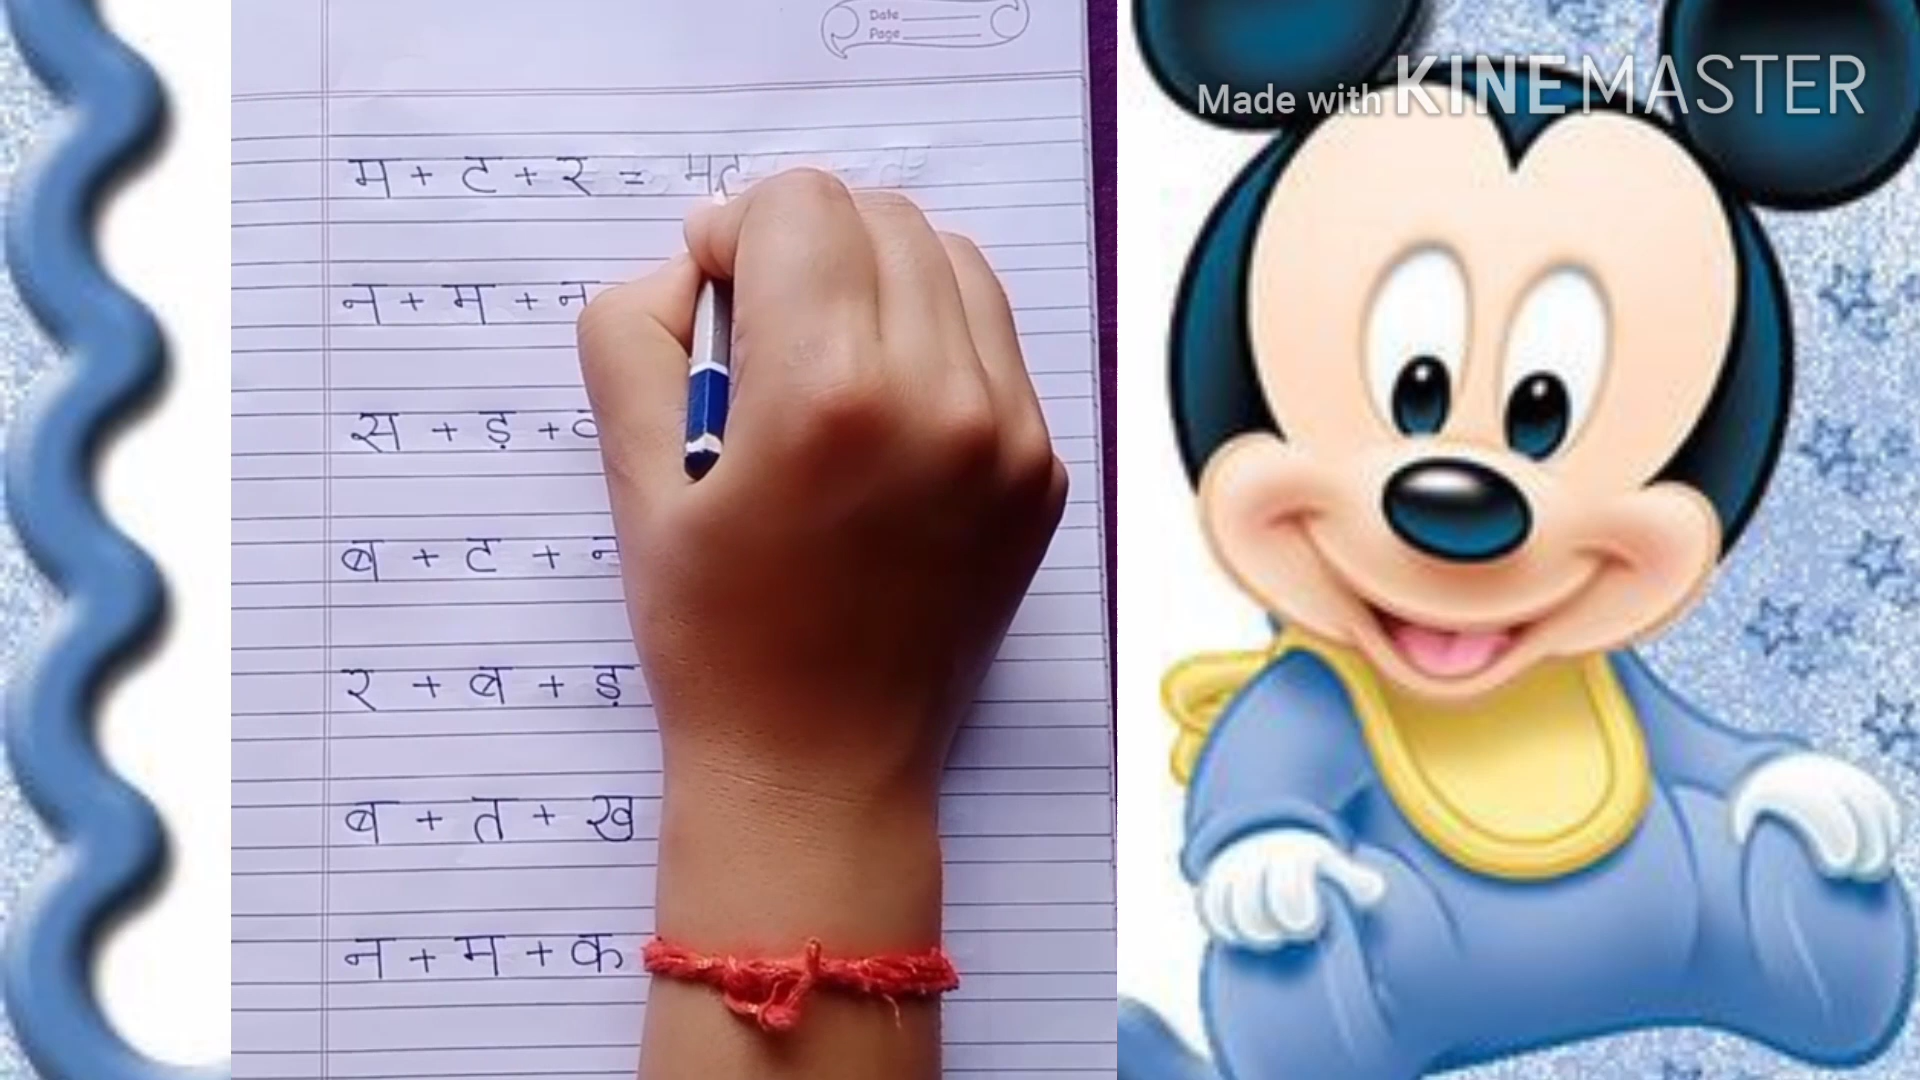 Date
Page
म + ट + र = मट
न + म + न
स + ड़ +
ब + ट + न
र + ब + ड़
ब + त + ख
न + म + क
Made with KINEMASTER